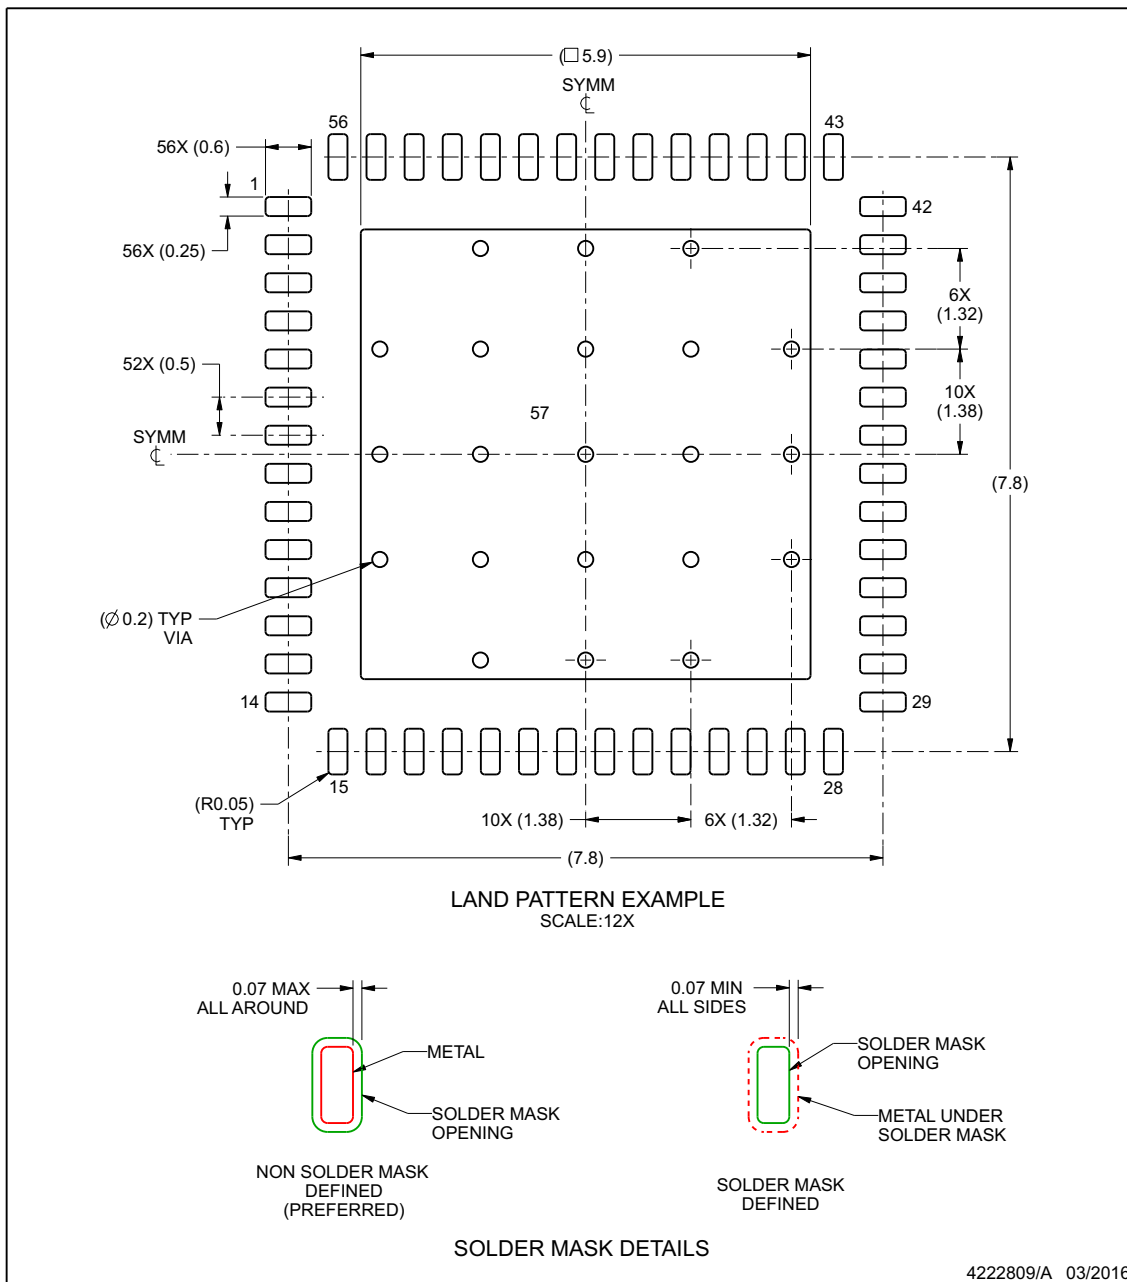 (□ 5.9)
SYMM
℄
56
43
56X (0.6)
1
42
56X (0.25)
6X
(1.32)
52X (0.5)
10X
(1.38)
57
SYMM
℄
(7.8)
(∅ 0.2) TYP
VIA
14
29
15
28
(R0.05)
TYP
10X (1.38)
6X (1.32)
(7.8)
LAND PATTERN EXAMPLE
SCALE:12X
0.07 MAX
ALL AROUND
METAL
SOLDER MASK
OPENING
NON SOLDER MASK
DEFINED
(PREFERRED)
0.07 MIN
ALL SIDES
SOLDER MASK
OPENING
METAL UNDER
SOLDER MASK
SOLDER MASK
DEFINED
SOLDER MASK DETAILS
4222809/A 03/2016